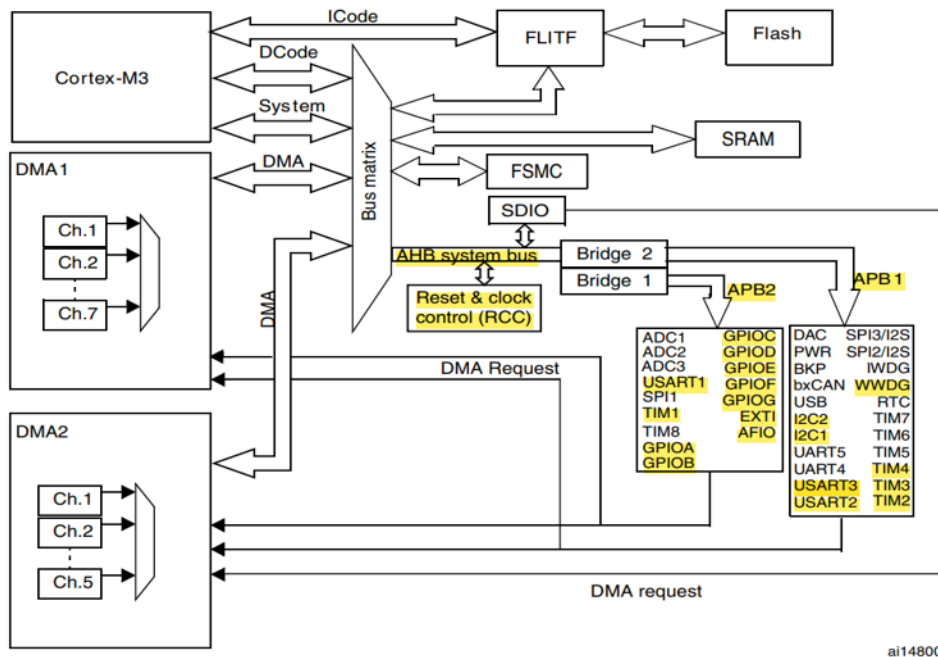 ICode
FLITF
Flash
DCode
Cortex-M3
System
SRAM
DMA1
DMA
Bus matrix
FSMC
SDIO
Ch.1
Ch.2
Ch.7
AHB system bus
Bridge 2
Bridge 1
APB2
APB1
Reset & clock
control (RCC)
DMA
ADC1 GPIOC
ADC2 GPIOD
ADC3 GPIOE
USART1 GPIOF
SPI1 GPIOG
TIM1 EXTI
TIM8 AFIO
GPIOA
GPIOB
DAC SPI3/I2S
PWR SPI2/I2S
BKP IWDG
bxCAN WWDG
USB RTC
I2C2 TIM7
I2C1 TIM6
UART5 TIM5
UART4 TIM4
USART3 TIM3
USART2 TIM2
DMA Request
DMA2
Ch.1
Ch.2
Ch.5
DMA request
ai14800